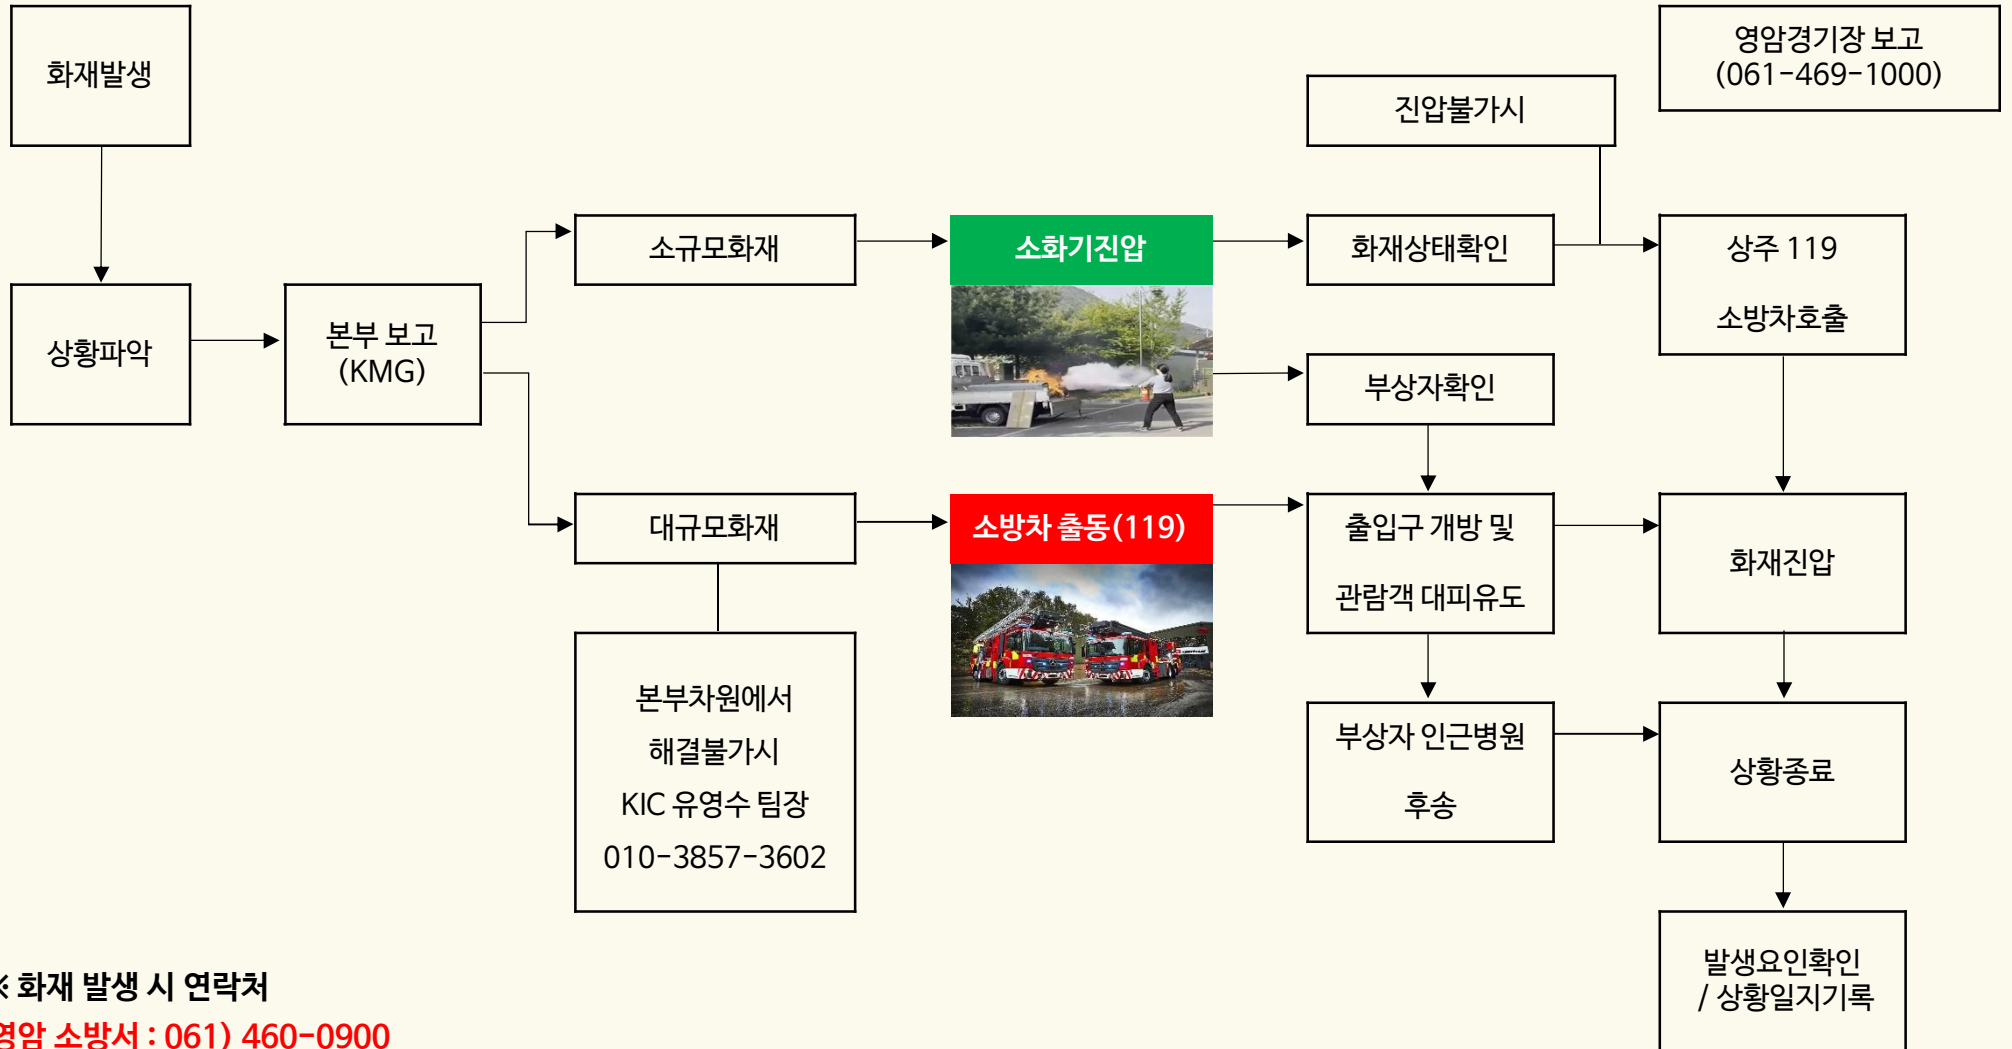 화재발생
영암경기장 보고
(061-469-1000)
진압불가시
소규모화재
소화기진압
화재상태확인
상주 119
소방차호출
상황파악
본부 보고
(KMG)
부상자확인
대규모화재
소방차 출동(119)
출입구 개방 및
관람객 대피유도
화재진압
본부차원에서
해결불가시
KIC 유영수 팀장
010-3857-3602
부상자 인근병원
후송
상황종료
발생요인확인
/ 상황일지기록
※ 화재 발생 시 연락처
영암 소방서 : 061) 460-0900